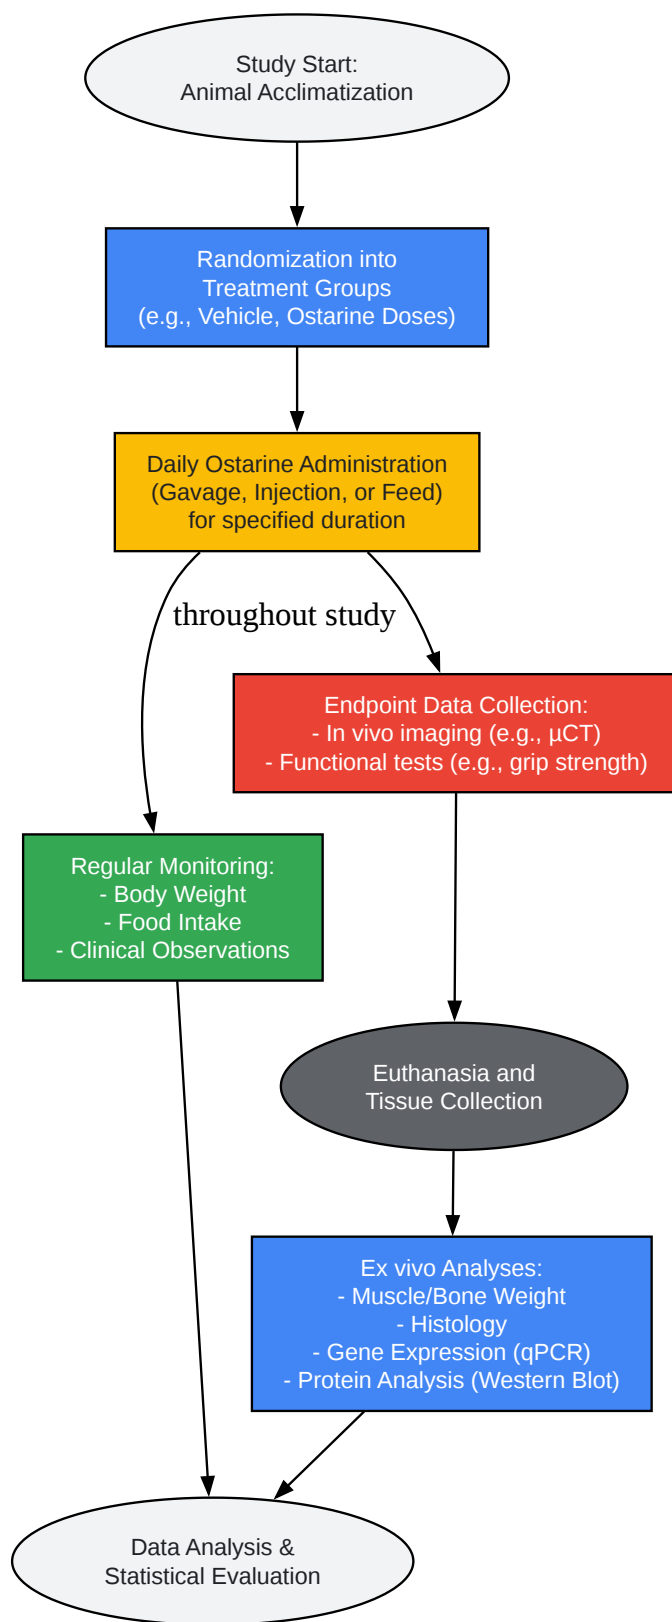 Study Start:
Animal Acclimatization
Randomization into
Treatment Groups
(e.g., Vehicle, Ostarine Doses)
Daily Ostarine Administration
(Gavage, Injection, or Feed)
for specified duration
throughout study
Endpoint Data Collection:
- In vivo imaging (e.g., µCT)
- Functional tests (e.g., grip strength)
Regular Monitoring:
- Body Weight
- Food Intake
- Clinical Observations
Euthanasia and
Tissue Collection
Ex vivo Analyses:
- Muscle/Bone Weight
- Histology
- Gene Expression (qPCR)
- Protein Analysis (Western Blot)
Data Analysis &
Statistical Evaluation